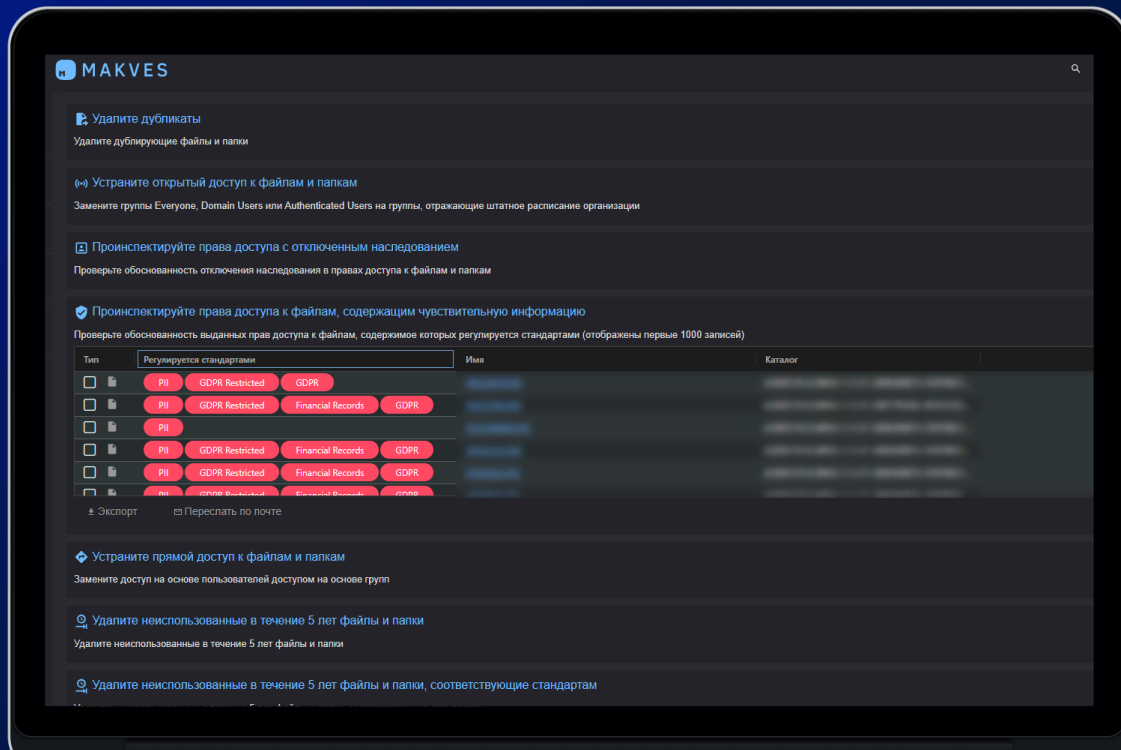 MAKVES
Удалите дубликаты
Удалите дублирующие файлы и папки
Устраните открытый доступ к файлам и папкам
Замените группы Everyone, Domain Users или Authenticated Users на группы, отражающие штатное расписание организации
Проинспектируйте права доступа с отключенным наследованием
Проверьте обоснованность отключения наследования в правах доступа к файлам и папкам
Проинспектируйте права доступа к файлам, содержащим чувствительную информацию
Проверьте обоснованность выданных прав доступа к файлам, содержимое которых регулируется стандартами (отображены первые 1000 записей)
Тип Регулируется стандартами Имя Каталог
PII GDPR Restricted GDPR
PII GDPR Restricted Financial Records GDPR
PII
PII GDPR Restricted Financial Records GDPR
PII GDPR Restricted Financial Records GDPR
PII GDPR Restricted Financial Records GDPR
Экспорт Переслать по почте
Устраните прямой доступ к файлам и папкам
Замените доступ на основе пользователей доступом на основе групп
Удалите неиспользованные в течение 5 лет файлы и папки
Удалите неиспользованные в течение 5 лет файлы и папки
Удалите неиспользованные в течение 5 лет файлы и папки, соответствующие стандартам